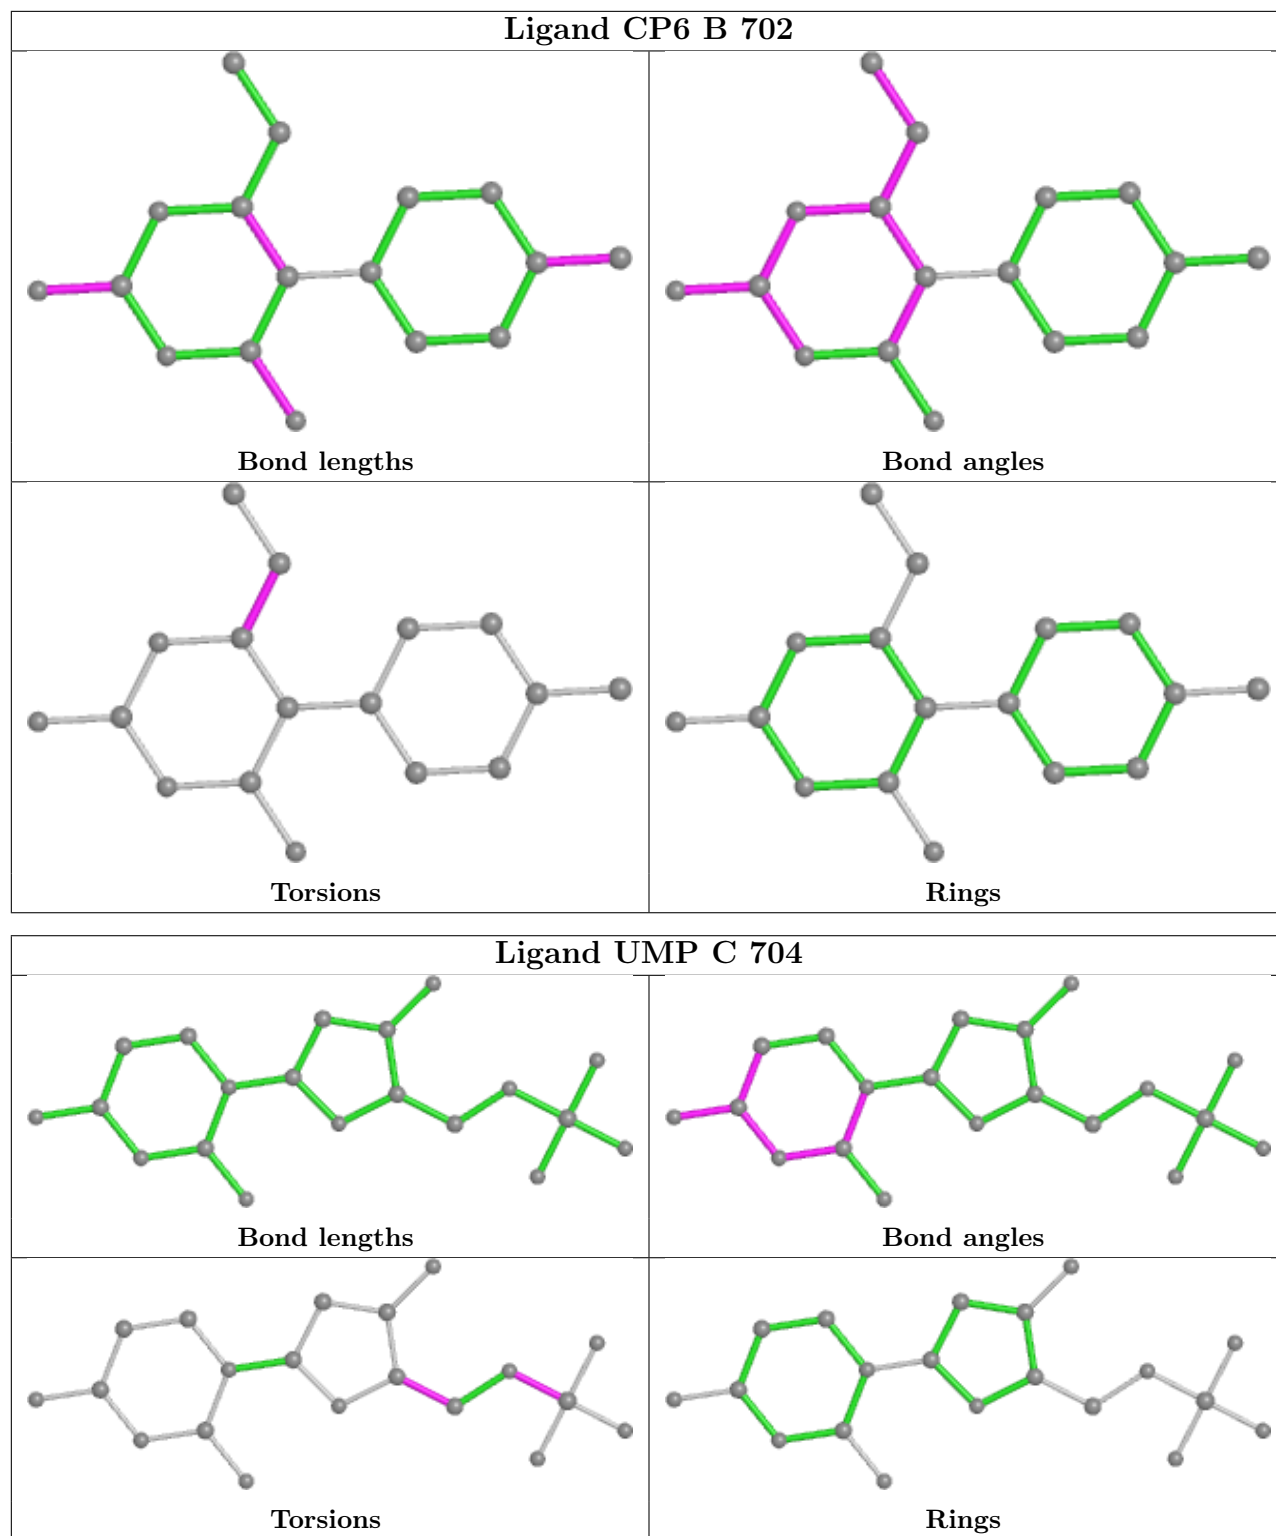 Ligand CP6 B 702
Bond lengths
Bond angles
Torsions
Rings
Ligand UMP C 704
Bond lengths
Bond angles
Torsions
Rings